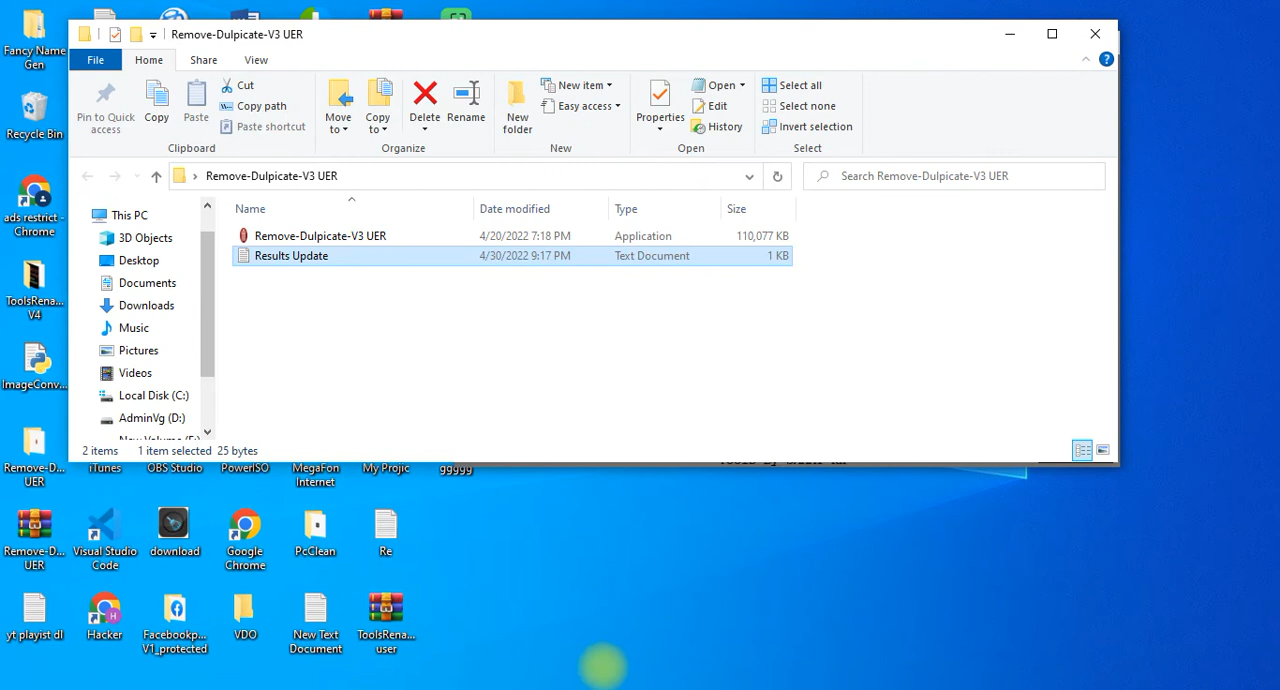 Remove-Dulpicate-V3 UER
File Home Share View
Pin to Quick access
Copy
Paste
Cut
Copy path
Paste shortcut
Clipboard
Move to
Copy to
Delete
Rename
Organize
New folder
New item
Easy access
New
Properties
Open
Edit
History
Open
Select all
Select none
Invert selection
Select
Remove-Dulpicate-V3 UER
Search Remove-Dulpicate-V3 UER
This PC
3D Objects
Desktop
Documents
Downloads
Music
Pictures
Videos
Local Disk (C:)
AdminVg (D:)
Name Date modified Type Size
Remove-Dulpicate-V3 UER 4/20/2022 7:18 PM Application 110,077 KB
Results Update 4/30/2022 9:17 PM Text Document 1 KB
2 items 1 item selected 25 bytes
Fancy Name
Gen
Recycle Bin
ads restrict -
Chrome
ToolsRena...
V4
ImageConv...
Remove-D...
UER
iTunes
OBS Studio
PowerISO
MegaFon
Internet
My Projic
ggggg
Remove-D...
UER
Visual Studio
Code
download
Google
Chrome
PcClean
Re
yt playist dl
Hacker
Facebookp...
V1_protected
VDO
New Text
Document
ToolsRena...
user